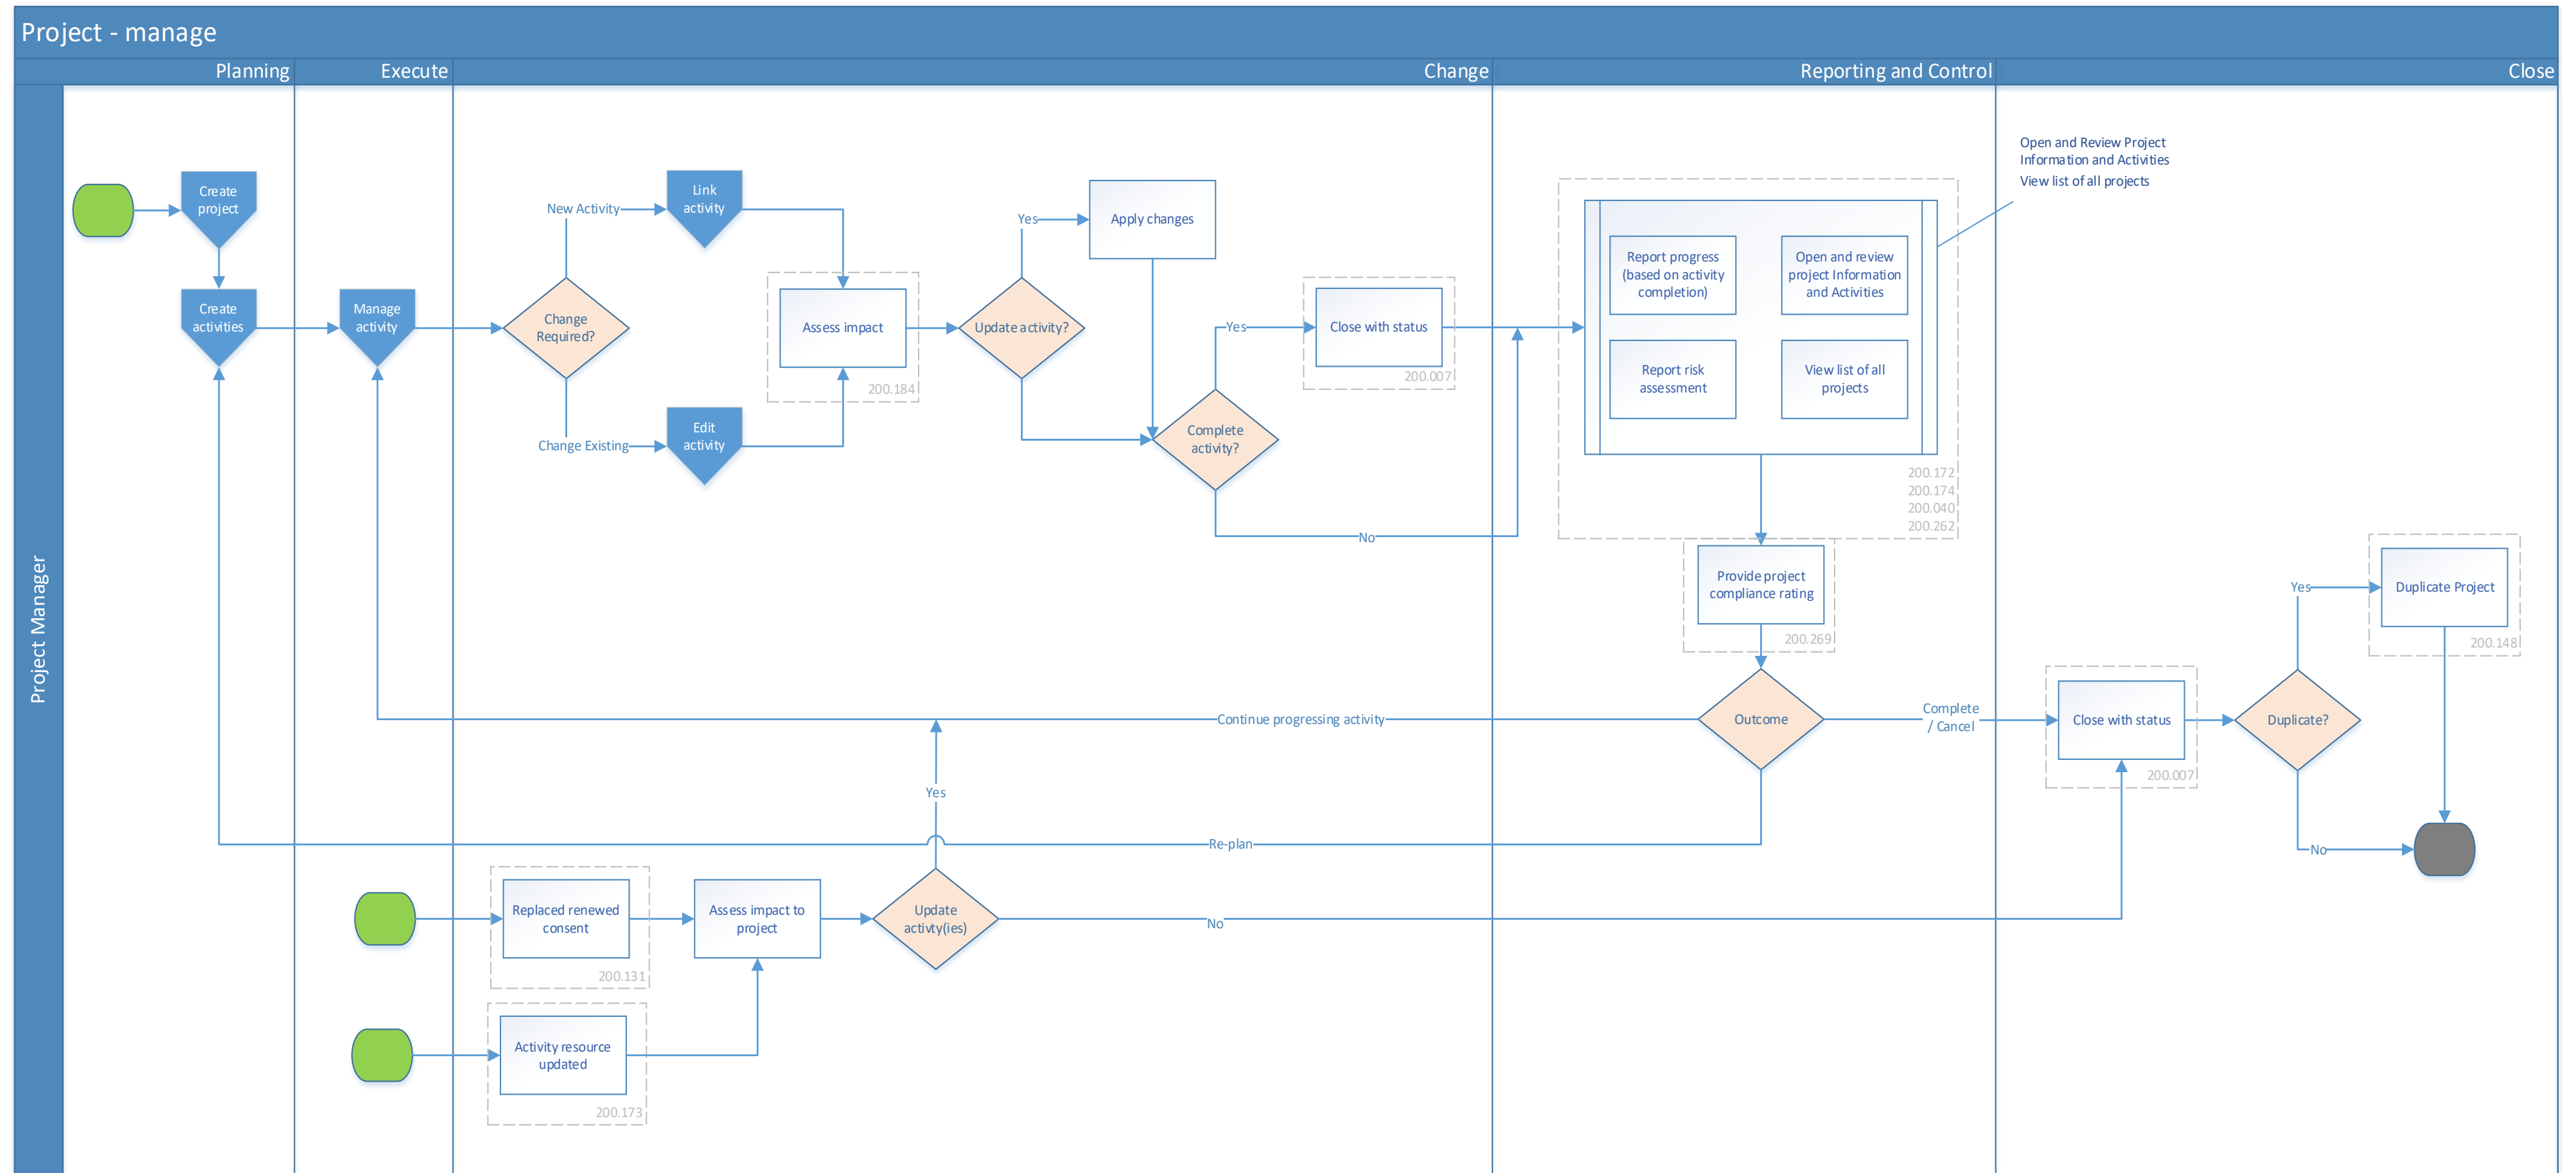 Project - manage
Planning
Execute
Change
Reporting and Control
Close
Project Manager
Create
project
Create
activities
Manage
activity
Change
Required?
New Activity
Link
activity
Change Existing
Edit
activity
Assess impact
200.184
Update activity?
Yes
Apply changes
Complete
activity?
Yes
Close with status
200.007
No
Report progress
(based on activity
completion)
Open and review
project Information
and Activities
Report risk
assessment
View list of all
projects
200.172
200.174
200.040
200.262
Open and Review Project
Information and Activities
View list of all projects
Provide project
compliance rating
200.269
Outcome
Continue progressing activity
Complete
/ Cancel
Re-plan
Close with status
200.007
Duplicate?
Yes
Duplicate Project
200.148
No
Replaced renewed
consent
200.131
Assess impact to
project
Update
activty(ies)
Yes
No
Activity resource
updated
200.173